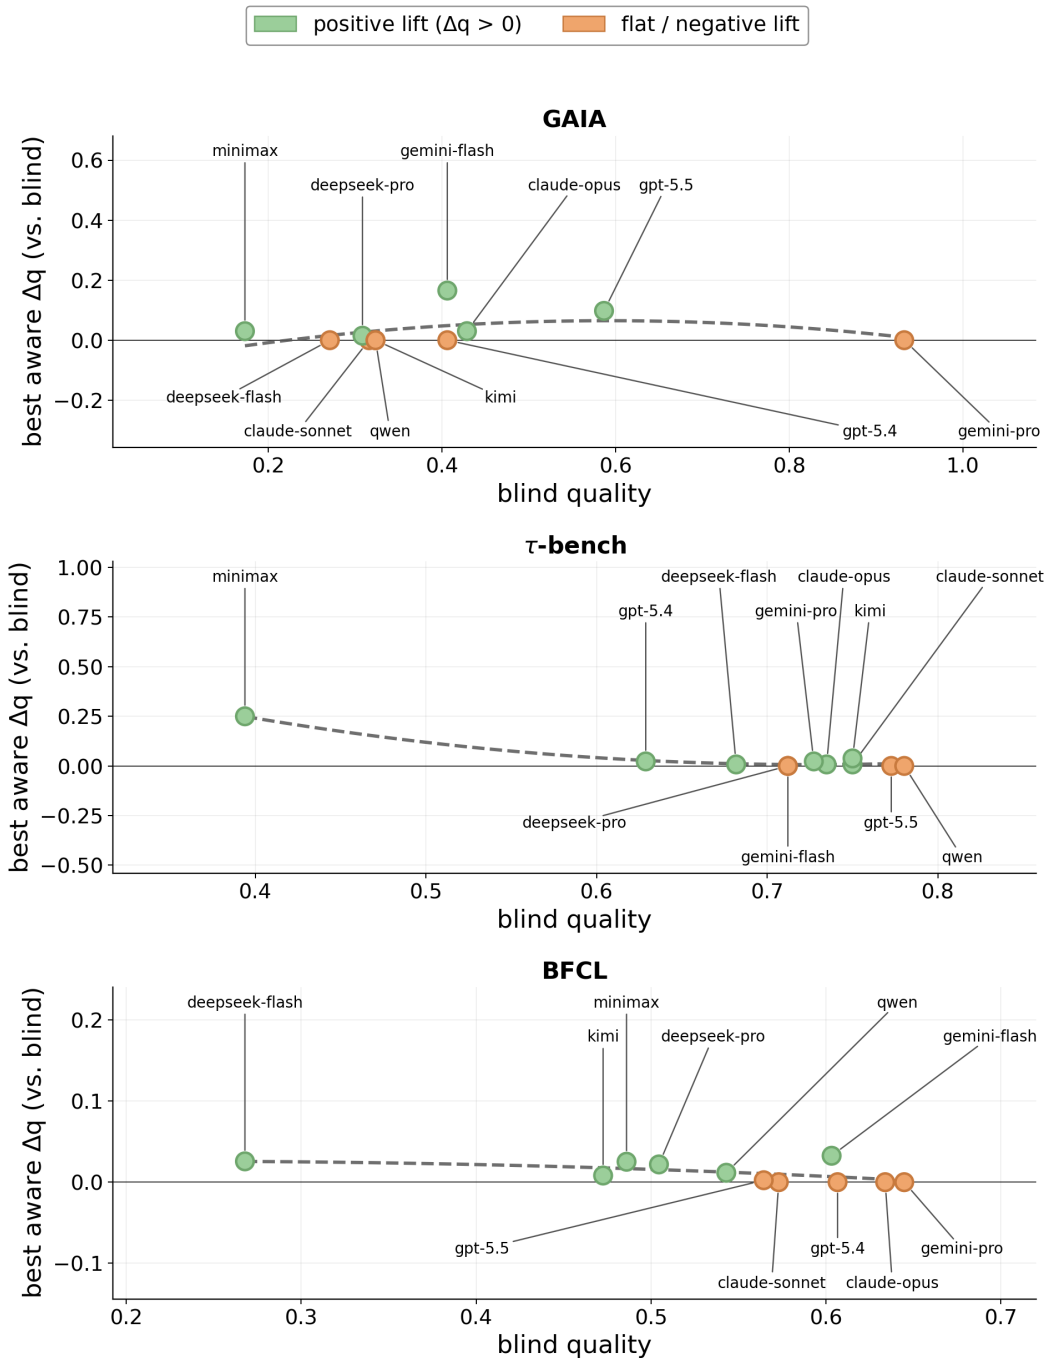 positive lift (Δq > 0) flat / negative lift
GAIA
best aware Δq (vs. blind)
0.6
0.4
0.2
0.0
−0.2
minimax gemini-flash
deepseek-pro claude-opus gpt-5.5
deepseek-flash kimi
claude-sonnet qwen gpt-5.4 gemini-pro
0.2 0.4 0.6 0.8 1.0
blind quality
τ-bench
best aware Δq (vs. blind)
1.00
0.75
0.50
0.25
0.00
−0.25
−0.50
minimax deepseek-flash claude-opus claude-sonnet
gpt-5.4 gemini-pro kimi
deepseek-pro gpt-5.5
gemini-flash qwen
0.4 0.5 0.6 0.7 0.8
blind quality
BFCL
best aware Δq (vs. blind)
0.2
0.1
0.0
−0.1
deepseek-flash minimax qwen
kimi deepseek-pro gemini-flash
gpt-5.5 gpt-5.4 gemini-pro
claude-sonnet claude-opus
0.2 0.3 0.4 0.5 0.6 0.7
blind quality